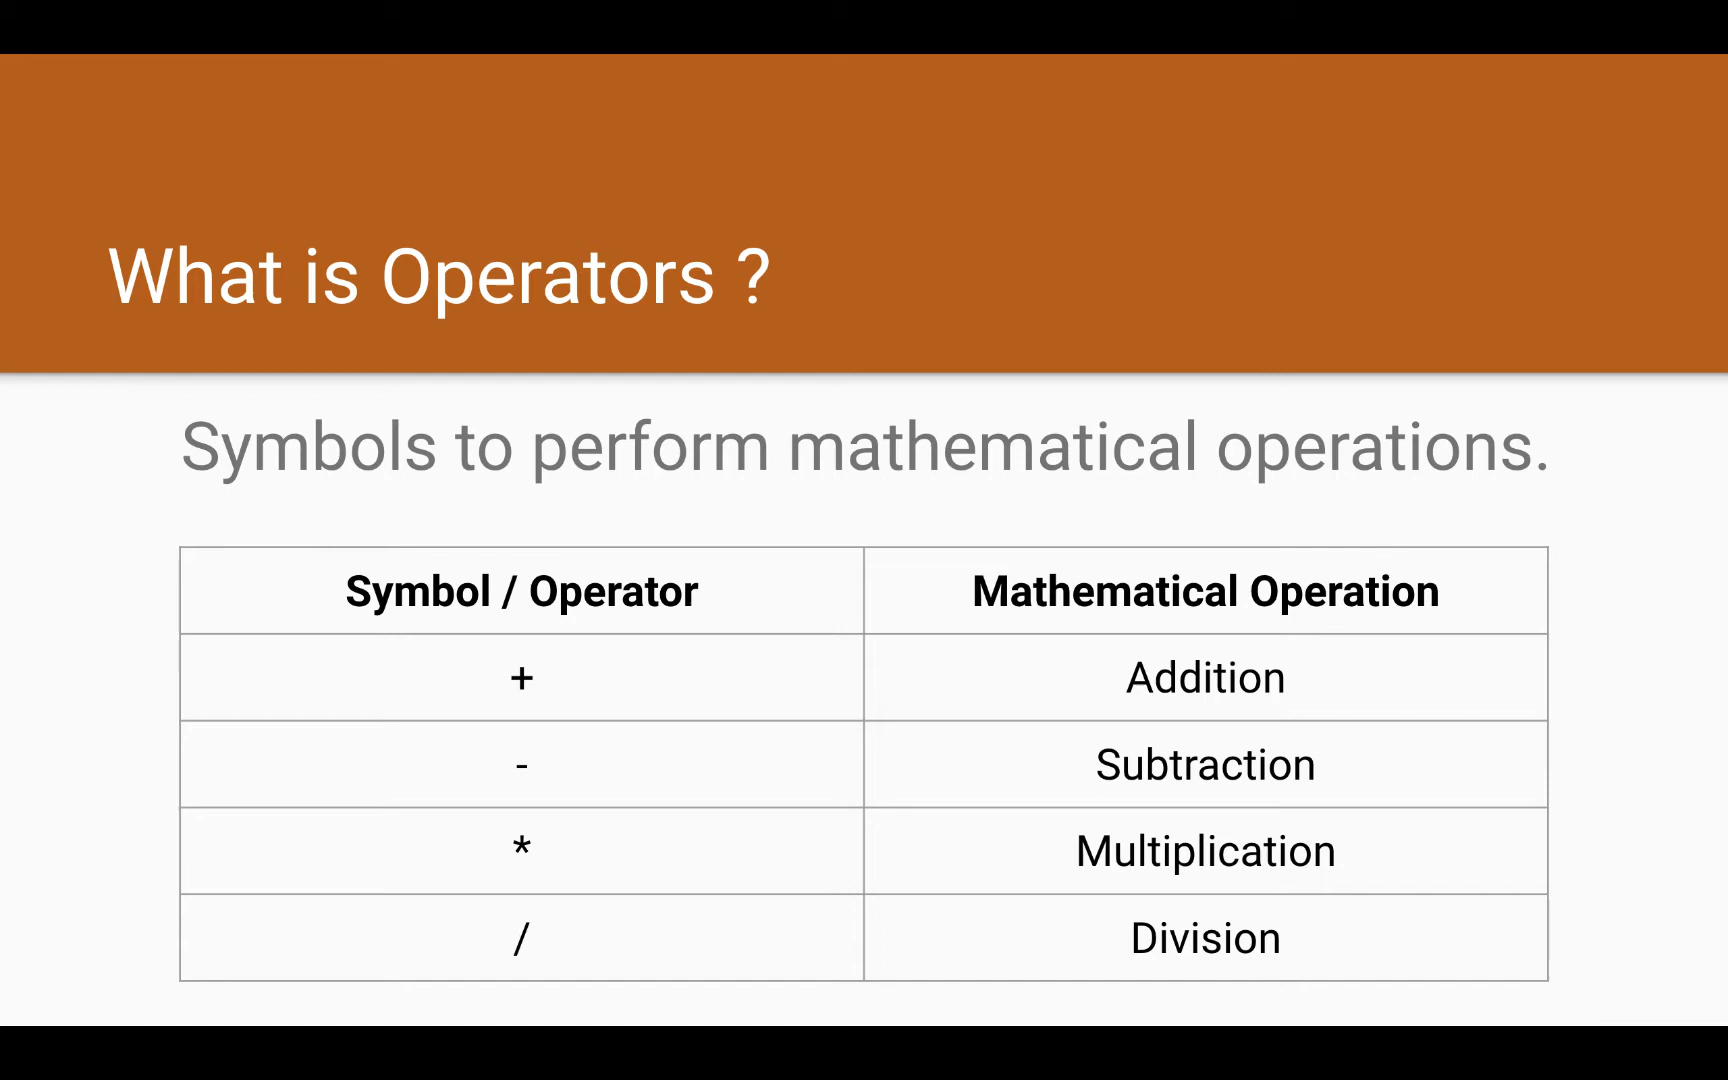 What is Operators ?
Symbols to perform mathematical operations.
Symbol / Operator Mathematical Operation
+ Addition
- Subtraction
* Multiplication
/ Division